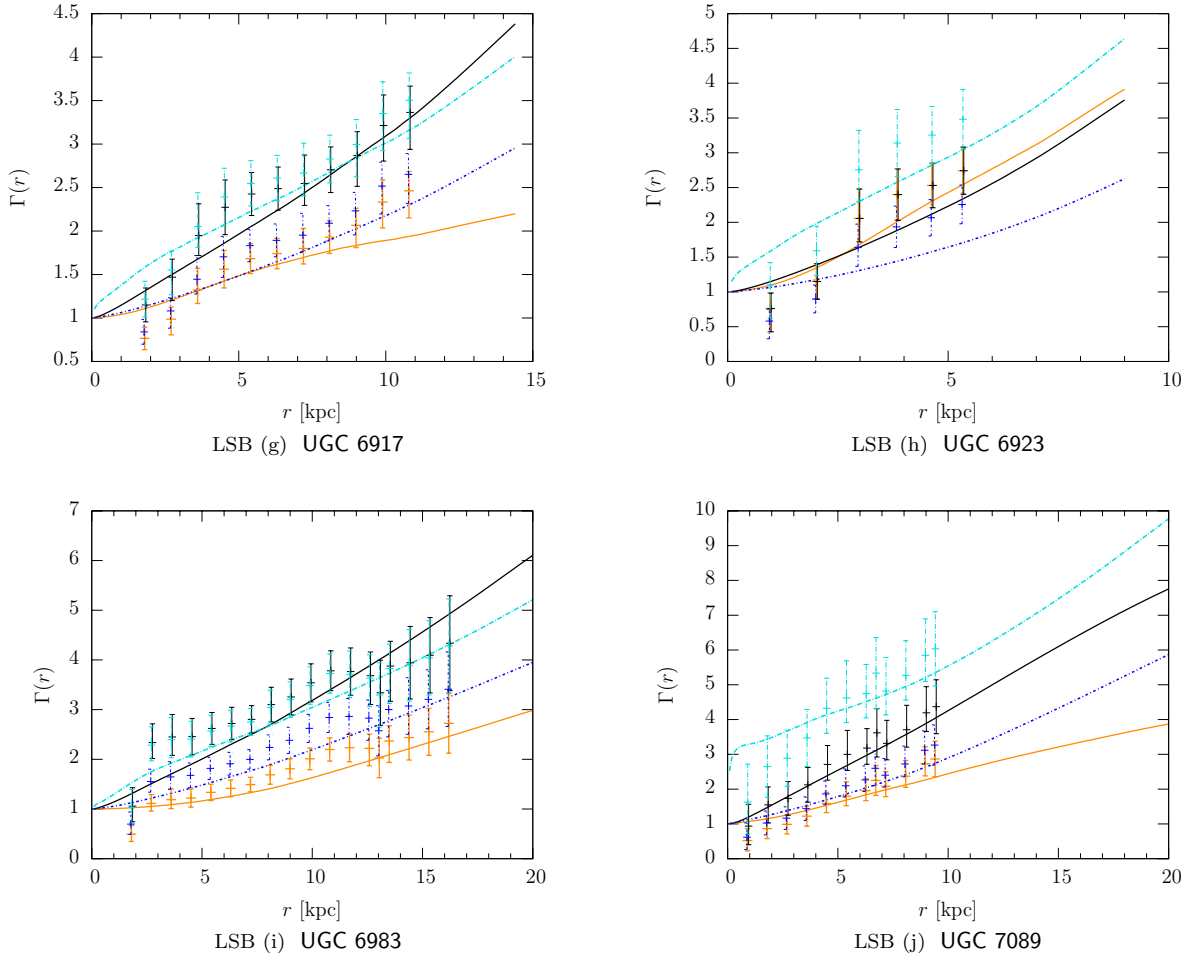 4.5
4
3.5
3
2.5
2
1.5
1
0.5
Γ(r)
0 5 10 15
r [kpc]
LSB (g) UGC 6917
5
4.5
4
3.5
3
2.5
2
1.5
1
0.5
0
Γ(r)
0 5 10
r [kpc]
LSB (h) UGC 6923
7
6
5
4
3
2
1
0
Γ(r)
0 5 10 15 20
r [kpc]
LSB (i) UGC 6983
10
9
8
7
6
5
4
3
2
1
0
Γ(r)
0 5 10 15 20
r [kpc]
LSB (j) UGC 7089